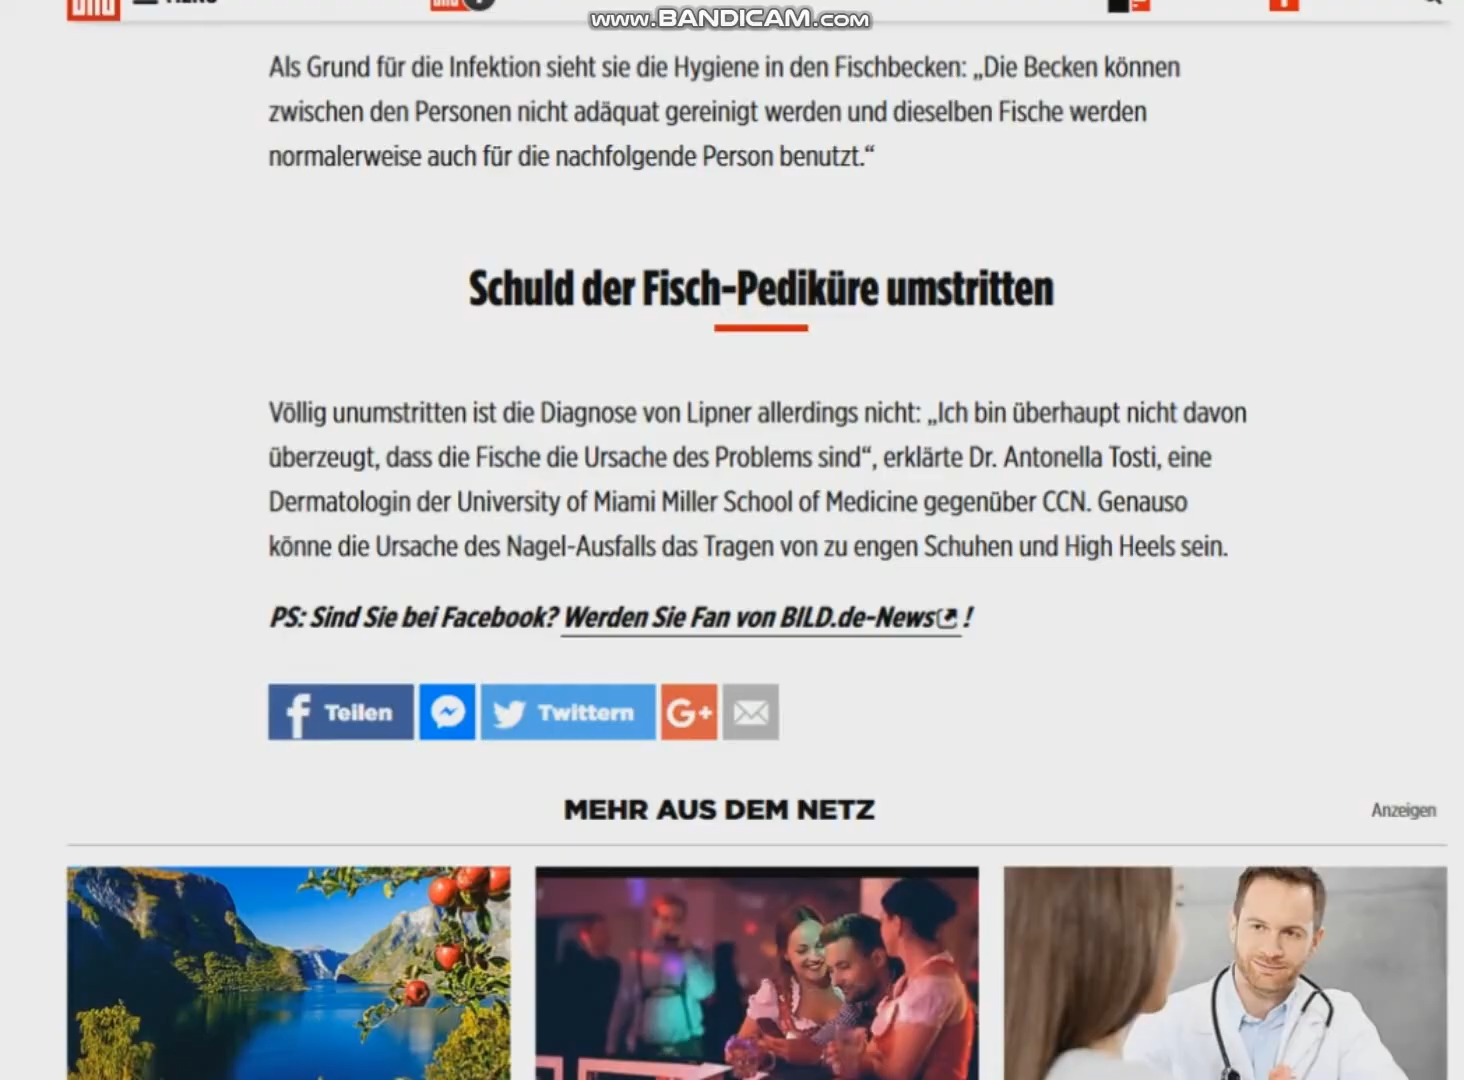 www.BANDICAM.com
Als Grund für die Infektion sieht sie die Hygiene in den Fischbecken: „Die Becken können
zwischen den Personen nicht adäquat gereinigt werden und dieselben Fische werden
normalerweise auch für die nachfolgende Person benutzt.“
Schuld der Fisch-Pediküre umstritten
Völlig unumstritten ist die Diagnose von Lipner allerdings nicht: „Ich bin überhaupt nicht davon
überzeugt, dass die Fische die Ursache des Problems sind“, erklärte Dr. Antonella Tosti, eine
Dermatologin der University of Miami Miller School of Medicine gegenüber CCN. Genauso
könne die Ursache des Nagel-Ausfalls das Tragen von zu engen Schuhen und High Heels sein.
PS: Sind Sie bei Facebook? Werden Sie Fan von BILD.de-News!
Teilen Twittern G+
MEHR AUS DEM NETZ
Anzeigen